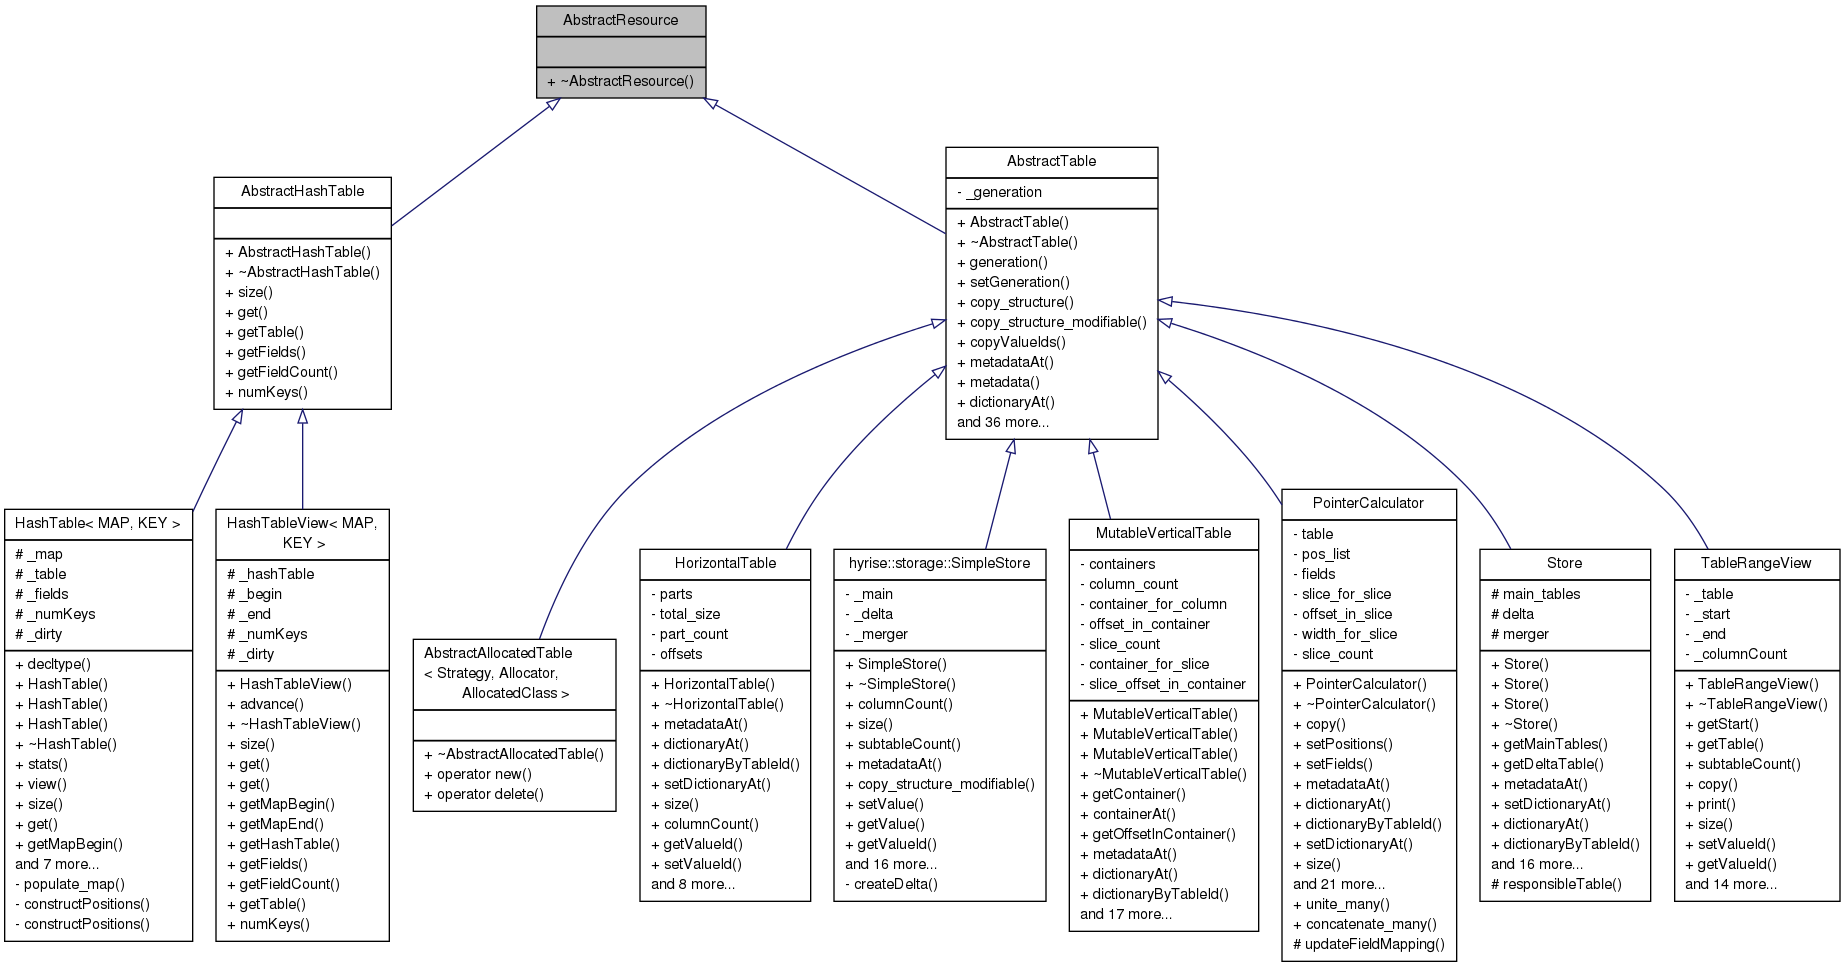 AbstractResource
+ ~AbstractResource()
AbstractHashTable
+ AbstractHashTable()
+ ~AbstractHashTable()
+ size()
+ get()
+ getTable()
+ getFields()
+ getFieldCount()
+ numKeys()
AbstractTable
- _generation
+ AbstractTable()
+ ~AbstractTable()
+ generation()
+ setGeneration()
+ copy_structure()
+ copy_structure_modifiable()
+ copyValueIds()
+ metadataAt()
+ metadata()
+ dictionaryAt()
and 36 more...
HashTable< MAP, KEY >
# _map
# _table
# _fields
# _numKeys
# _dirty
+ decltype()
+ HashTable()
+ HashTable()
+ HashTable()
+ ~HashTable()
+ stats()
+ view()
+ size()
+ get()
+ getMapBegin()
and 7 more...
- populate_map()
- constructPositions()
- constructPositions()
HashTableView< MAP,
KEY >
# _hashTable
# _begin
# _end
# _numKeys
# _dirty
+ HashTableView()
+ advance()
+ ~HashTableView()
+ size()
+ get()
+ get()
+ getMapBegin()
+ getMapEnd()
+ getHashTable()
+ getFields()
+ getFieldCount()
+ getTable()
+ numKeys()
AbstractAllocatedTable
< Strategy, Allocator,
AllocatedClass >
+ ~AbstractAllocatedTable()
+ operator new()
+ operator delete()
HorizontalTable
- parts
- total_size
- part_count
- offsets
+ HorizontalTable()
+ ~HorizontalTable()
+ metadataAt()
+ dictionaryAt()
+ dictionaryByTableId()
+ setDictionaryAt()
+ size()
+ columnCount()
+ getValueId()
+ setValueId()
and 8 more...
hyrise::storage::SimpleStore
- _main
- _delta
- _merger
+ SimpleStore()
+ ~SimpleStore()
+ columnCount()
+ size()
+ subtableCount()
+ metadataAt()
+ copy_structure_modifiable()
+ setValue()
+ getValue()
+ getValueId()
and 16 more...
- createDelta()
MutableVerticalTable
- containers
- column_count
- container_for_column
- offset_in_container
- slice_count
- container_for_slice
- slice_offset_in_container
+ MutableVerticalTable()
+ MutableVerticalTable()
+ MutableVerticalTable()
+ ~MutableVerticalTable()
+ getContainer()
+ containerAt()
+ getOffsetInContainer()
+ metadataAt()
+ dictionaryAt()
+ dictionaryByTableId()
and 17 more...
PointerCalculator
- table
- pos_list
- fields
- slice_for_slice
- offset_in_slice
- width_for_slice
- slice_count
+ PointerCalculator()
+ ~PointerCalculator()
+ copy()
+ setPositions()
+ setFields()
+ metadataAt()
+ dictionaryAt()
+ dictionaryByTableId()
+ setDictionaryAt()
+ size()
and 21 more...
+ unite_many()
+ concatenate_many()
# updateFieldMapping()
Store
# main_tables
# delta
# merger
+ Store()
+ Store()
+ Store()
+ ~Store()
+ getMainTables()
+ getDeltaTable()
+ metadataAt()
+ setDictionaryAt()
+ dictionaryAt()
+ dictionaryByTableId()
and 16 more...
# responsibleTable()
TableRangeView
- _table
- _start
- _end
- _columnCount
+ TableRangeView()
+ ~TableRangeView()
+ getStart()
+ getTable()
+ subtableCount()
+ copy()
+ print()
+ size()
+ setValueId()
+ getValueId()
and 14 more...